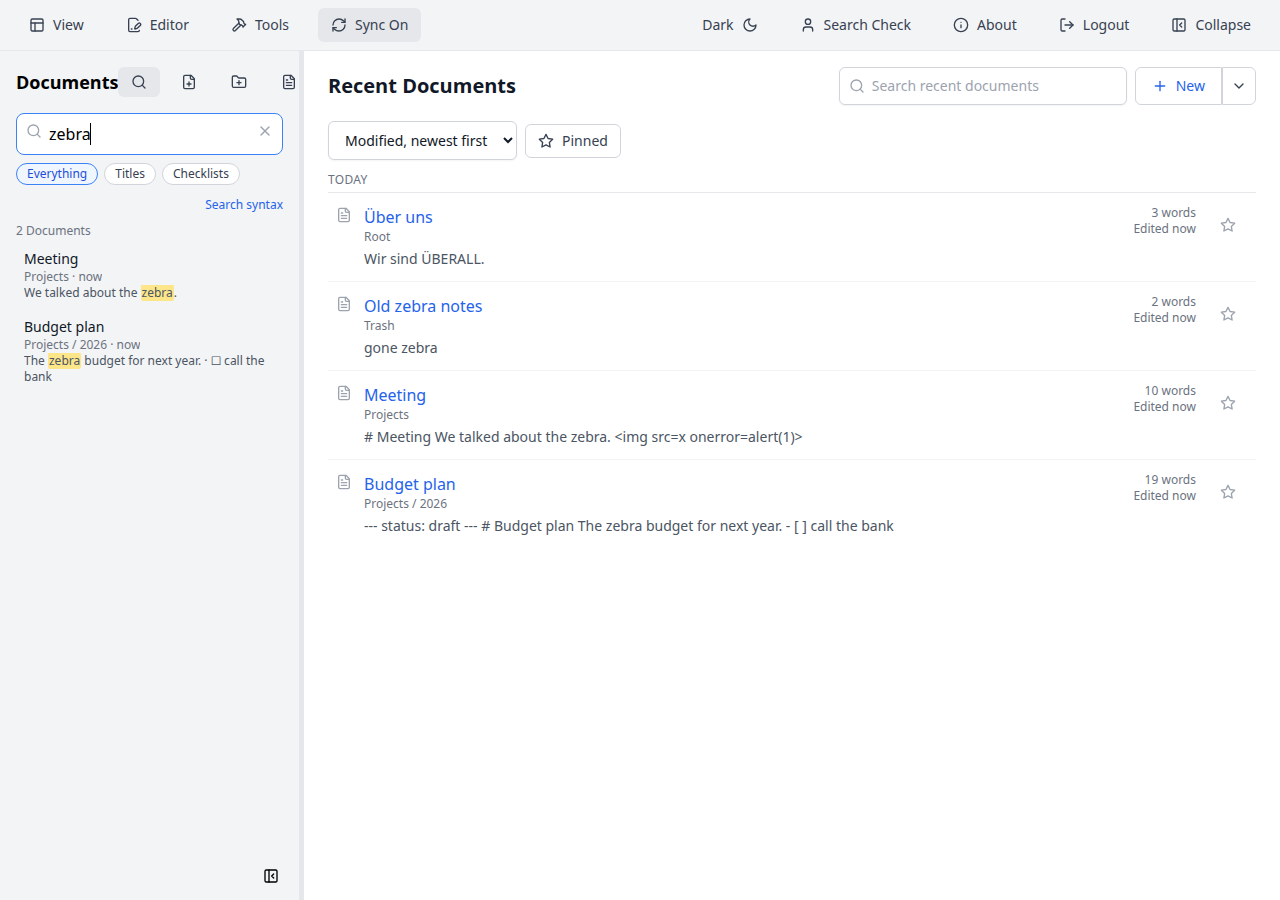 View Editor Tools Sync On Dark Search Check About Logout Collapse
Documents
zebra
Everything Titles Checklists
Search syntax
2 Documents
Meeting
Projects · now
We talked about the zebra.
Budget plan
Projects / 2026 · now
The zebra budget for next year. · ☐ call the
bank
Recent Documents
Search recent documents
New
Modified, newest first
Pinned
TODAY
Über uns
Root
Wir sind ÜBERALL.
3 words
Edited now
Old zebra notes
Trash
gone zebra
2 words
Edited now
Meeting
Projects
# Meeting We talked about the zebra. <img src=x onerror=alert(1)>
10 words
Edited now
Budget plan
Projects / 2026
--- status: draft --- # Budget plan The zebra budget for next year. - [ ] call the bank
19 words
Edited now